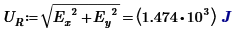 U_R := √(E_x² + E_y²) = (1.474 • 10³) J